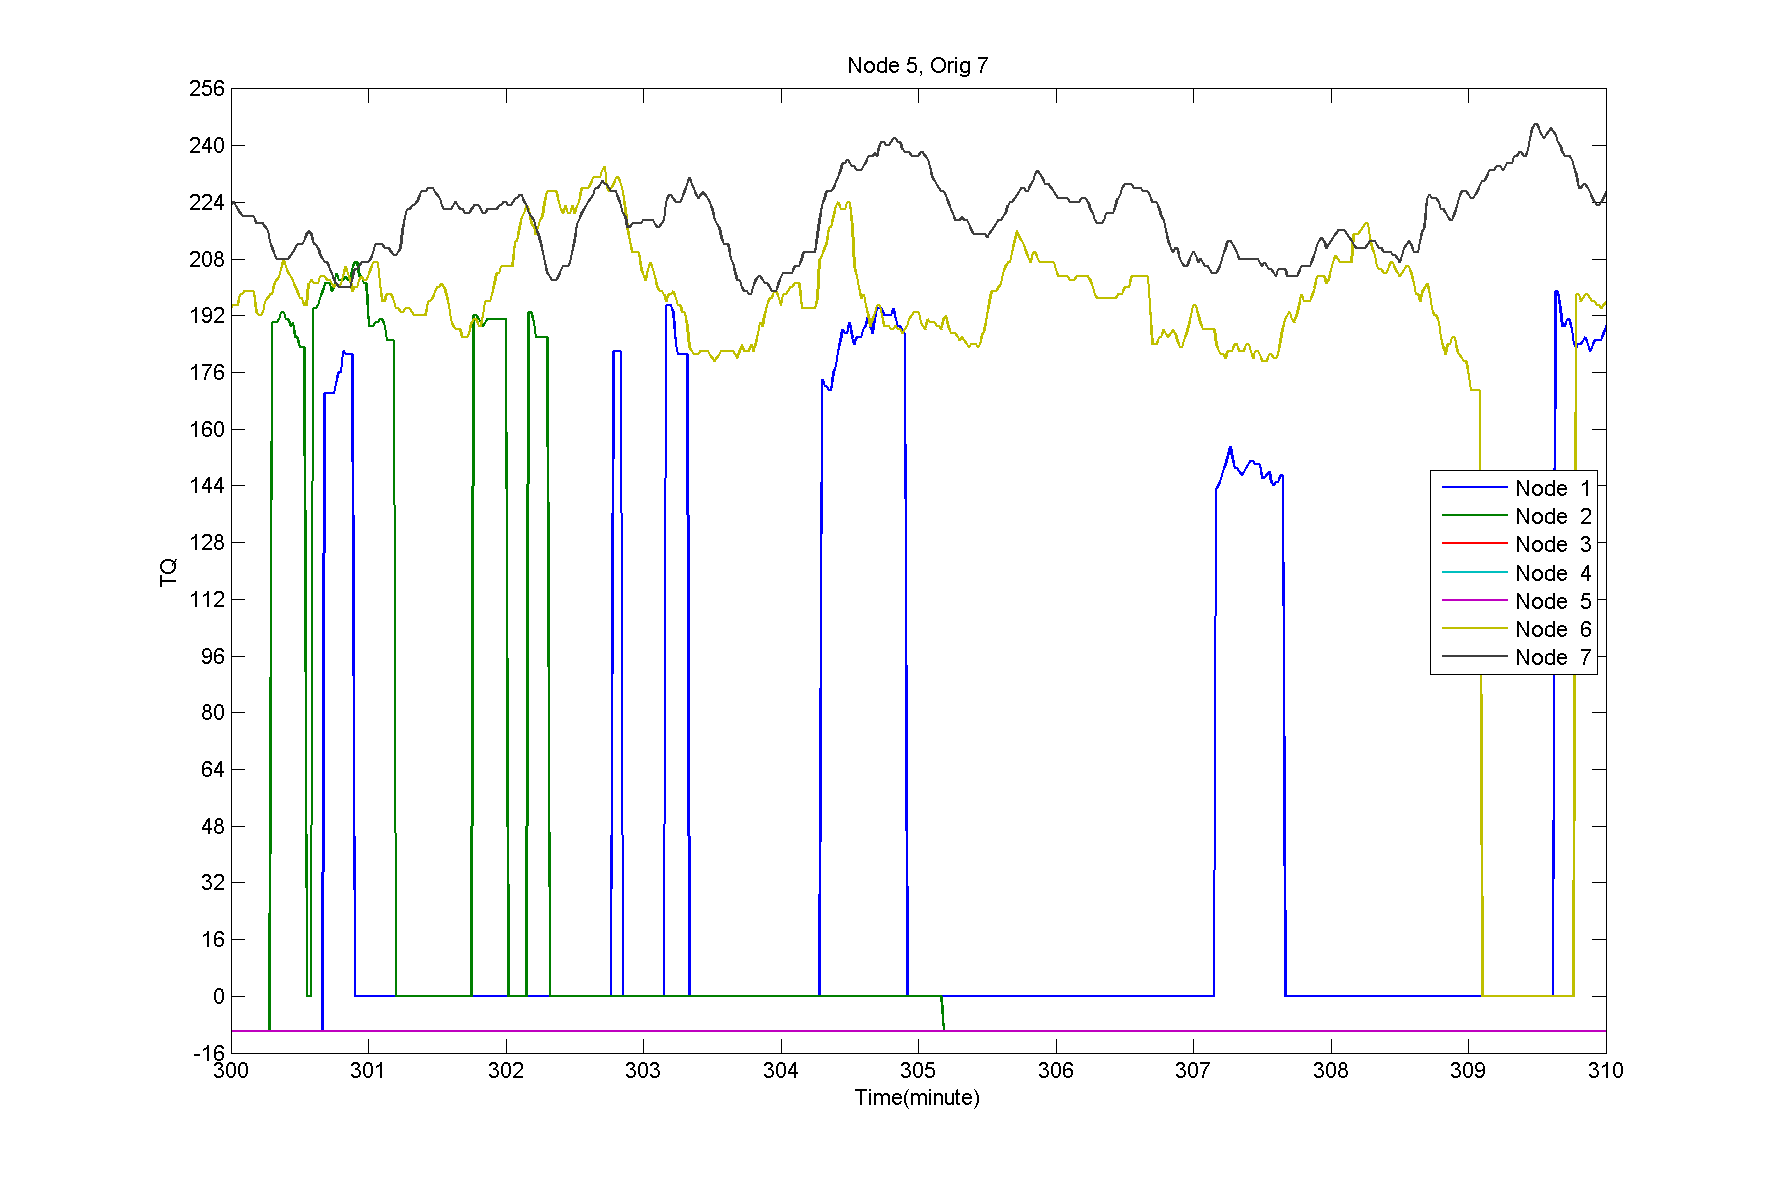 Node 5, Orig 7
256
240
224
208
192
176
160
144
128
112
96
80
64
48
32
16
0
-16
TQ
Node 1
Node 2
Node 3
Node 4
Node 5
Node 6
Node 7
300 301 302 303 304 305 306 307 308 309 310
Time(minute)